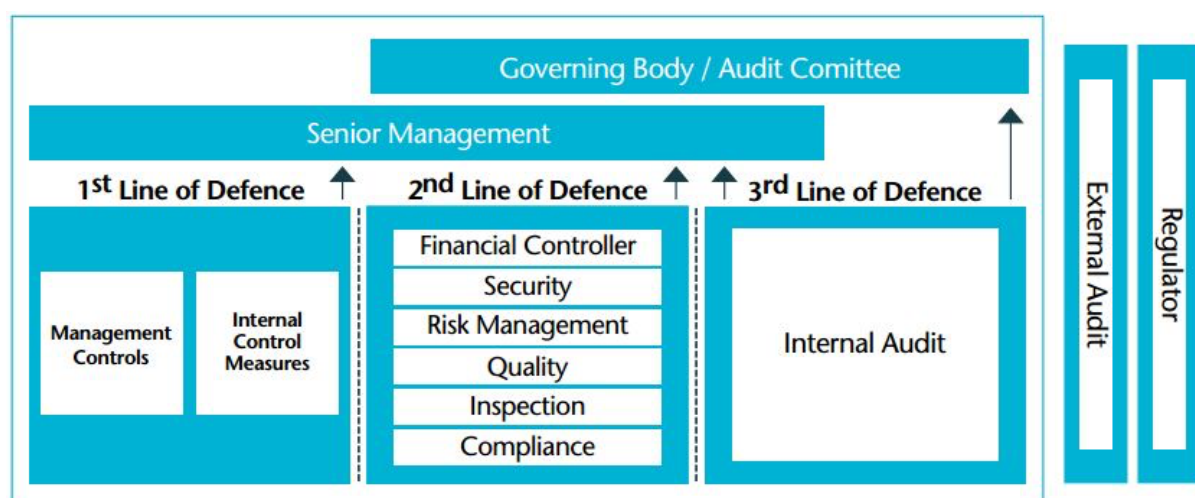 Governing Body / Audit Comittee
Senior Management
1st Line of Defence
2nd Line of Defence
3rd Line of Defence
Management
Controls
Internal
Control
Measures
Financial Controller
Security
Risk Management
Quality
Inspection
Compliance
Internal Audit
External Audit
Regulator